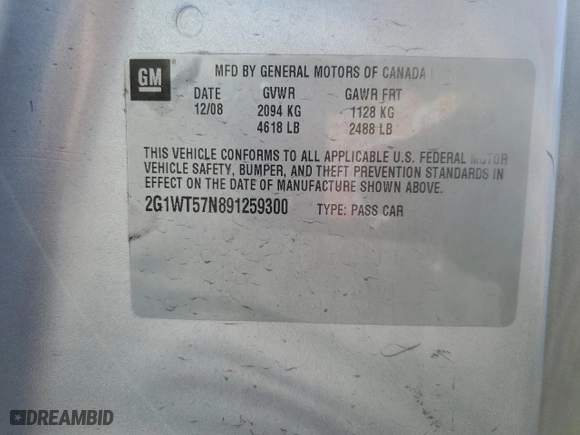 GM
MFD BY GENERAL MOTORS OF CANADA
DATE GVWR GAWR FRT
12/08 2094 KG 1128 KG
4618 LB 2488 LB
THIS VEHICLE CONFORMS TO ALL APPLICABLE U.S. FEDERAL MOTOR
VEHICLE SAFETY, BUMPER, AND THEFT PREVENTION STANDARDS IN
EFFECT ON THE DATE OF MANUFACTURE SHOWN ABOVE.
2G1WT57N891259300 TYPE: PASS CAR
DREAMBID